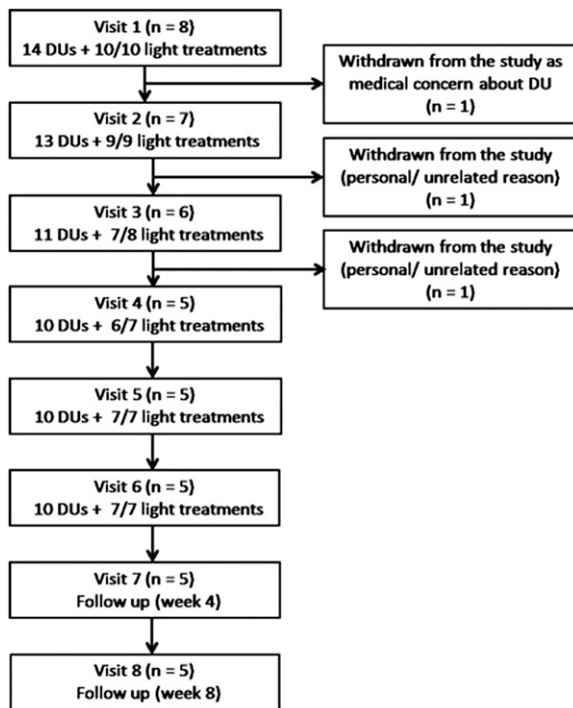 Visit 1 (n = 8)
14 DUs + 10/10 light treatments
Withdrawn from the study as
medical concern about DU
(n = 1)
Visit 2 (n = 7)
13 DUs + 9/9 light treatments
Withdrawn from the study
(personal/ unrelated reason)
(n = 1)
Visit 3 (n = 6)
11 DUs + 7/8 light treatments
Withdrawn from the study
(personal/ unrelated reason)
(n = 1)
Visit 4 (n = 5)
10 DUs + 6/7 light treatments
Visit 5 (n = 5)
10 DUs + 7/7 light treatments
Visit 6 (n = 5)
10 DUs + 7/7 light treatments
Visit 7 (n = 5)
Follow up (week 4)
Visit 8 (n = 5)
Follow up (week 8)